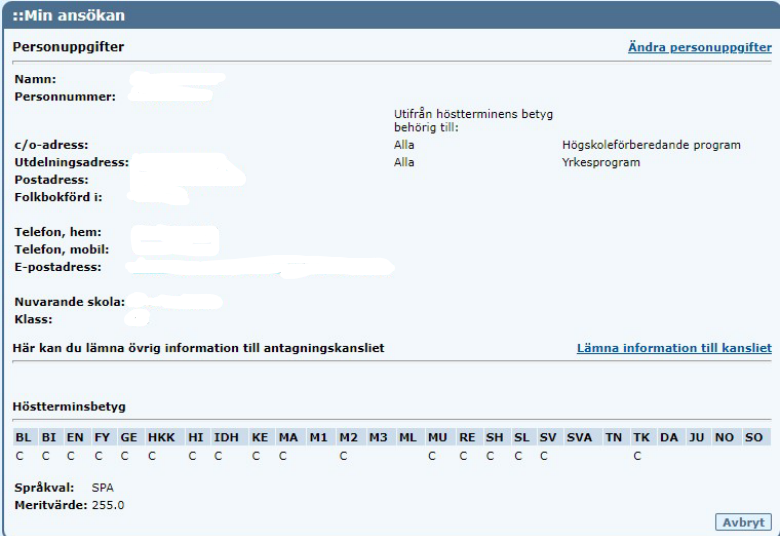 ::Min ansökan
Personuppgifter Ändra personuppgifter
Namn:
Personnummer:
Utifrån höstterminens betyg
behörig till:
c/o-adress: Alla Högskoleförberedande program
Utdelningsadress: Alla Yrkesprogram
Postadress:
Folkbokförd i:
Telefon, hem:
Telefon, mobil:
E-postadress:
Nuvarande skola:
Klass:
Här kan du lämna övrig information till antagningskansliet Lämna information till kansliet
Höstterminsbetyg
BL BI EN FY GE HKK HI IDH KE MA M1 M2 M3 ML MU RE SH SL SV SVA TN TK DA JU NO SO
C C C C C C C C C C C C C C C C C
Språkval: SPA
Meritvärde: 255.0
Avbryt